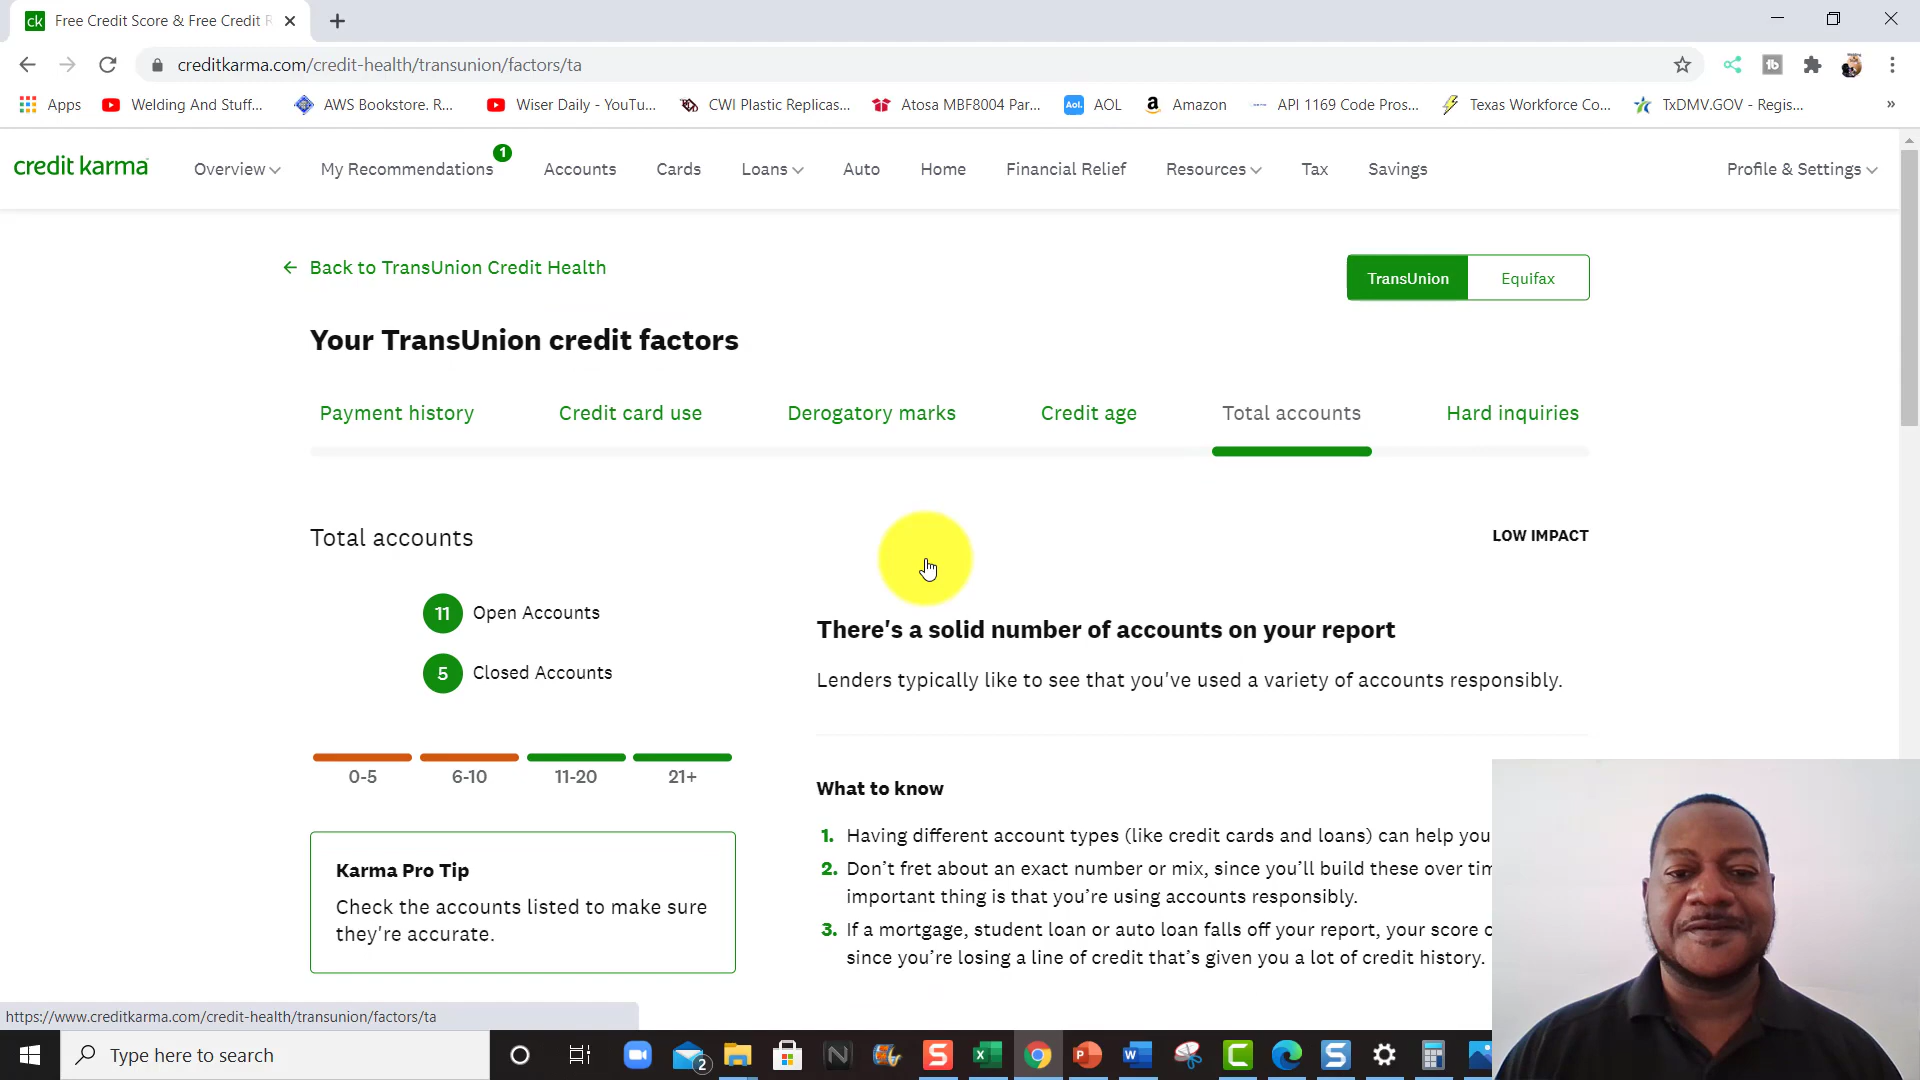 ck Free Credit Score & Free Credit R
creditkarma.com/credit-health/transunion/factors/ta
Apps Welding And Stuff... AWS Bookstore. R... Wiser Daily - YouTu... CWI Plastic Replicas... Atosa MBF8004 Par... Aol. AOL Amazon API 1169 Code Pros... Texas Workforce Co... TxDMV.GOV - Regis... »
credit karma Overview My Recommendations 1 Accounts Cards Loans Auto Home Financial Relief Resources Tax Savings Profile & Settings
← Back to TransUnion Credit Health
TransUnion Equifax
Your TransUnion credit factors
Payment history Credit card use Derogatory marks Credit age Total accounts Hard inquiries
Total accounts
LOW IMPACT
11 Open Accounts
5 Closed Accounts
0-5 6-10 11-20 21+
Karma Pro Tip
Check the accounts listed to make sure
they're accurate.
There's a solid number of accounts on your report
Lenders typically like to see that you've used a variety of accounts responsibly.
What to know
1. Having different account types (like credit cards and loans) can help you
2. Don't fret about an exact number or mix, since you'll build these over tim
important thing is that you're using accounts responsibly.
3. If a mortgage, student loan or auto loan falls off your report, your score c
since you're losing a line of credit that's given you a lot of credit history.
https://www.creditkarma.com/credit-health/transunion/factors/ta
Type here to search
2